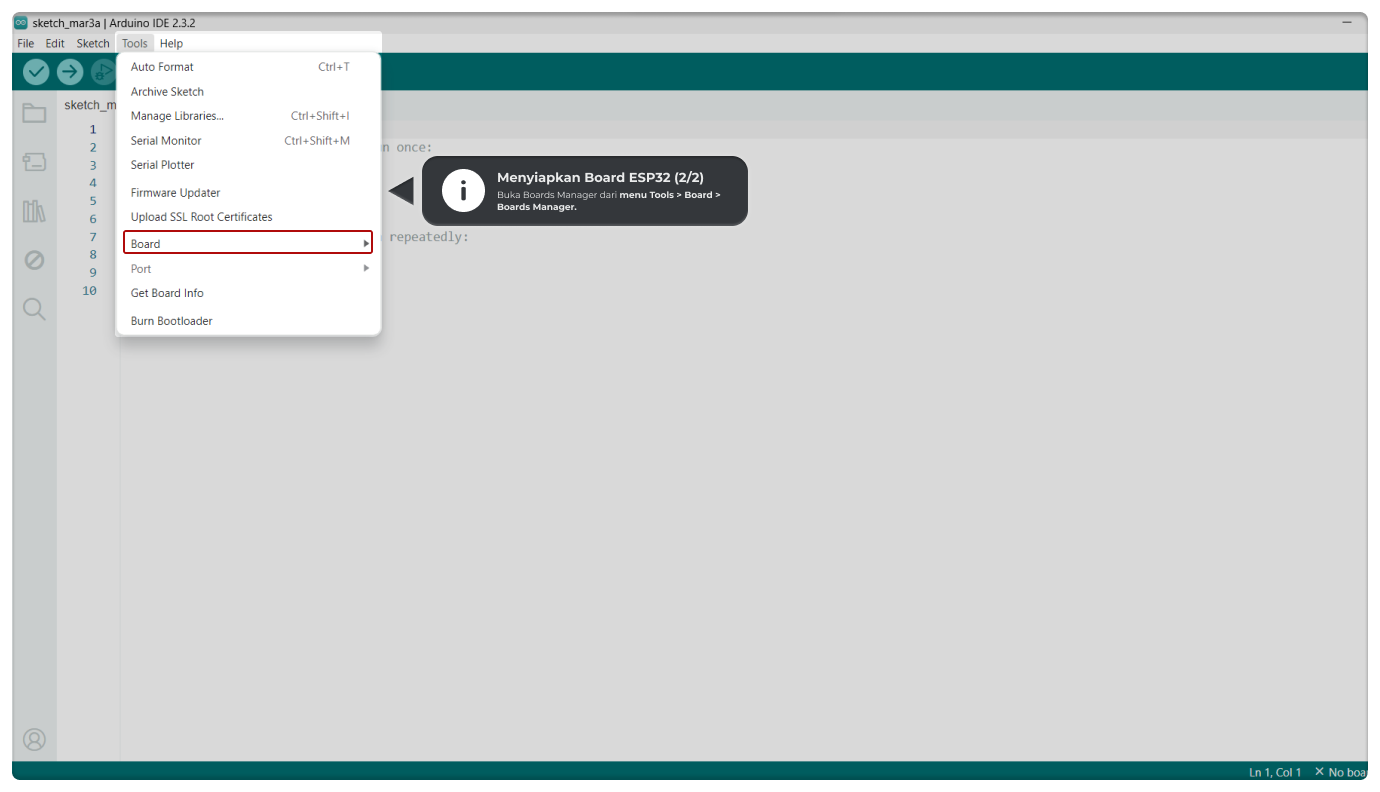 sketch_mar3a | Arduino IDE 2.3.2
File Edit Sketch Tools Help
Auto Format Ctrl+T
Archive Sketch
sketch_m
Manage Libraries... Ctrl+Shift+I
1
Serial Monitor Ctrl+Shift+M
2 n once:
3
Serial Plotter
4
Firmware Updater
5
Upload SSL Root Certificates
6
7 repeatedly:
Board
8
Port
9
Get Board Info
10
Burn Bootloader
Menyiapkan Board ESP32 (2/2)
Buka Boards Manager dari menu Tools > Board >
Boards Manager.
Ln 1, Col 1 No boa